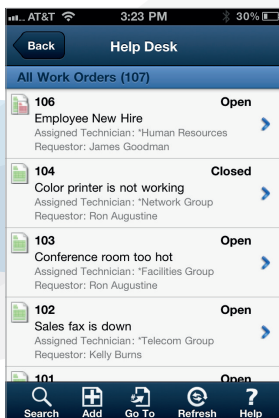 AT&T 3:23 PM 30%
Back Help Desk
All Work Orders (107)
106 Open
Employee New Hire
Assigned Technician: *Human Resources
Requestor: James Goodman
104 Closed
Color printer is not working
Assigned Technician: *Network Group
Requestor: Ron Augustine
103 Open
Conference room too hot
Assigned Technician: *Facilities Group
Requestor: Ron Augustine
102 Open
Sales fax is down
Assigned Technician: *Telecom Group
Requestor: Kelly Burns
101 Open
Search Add Go To Refresh Help